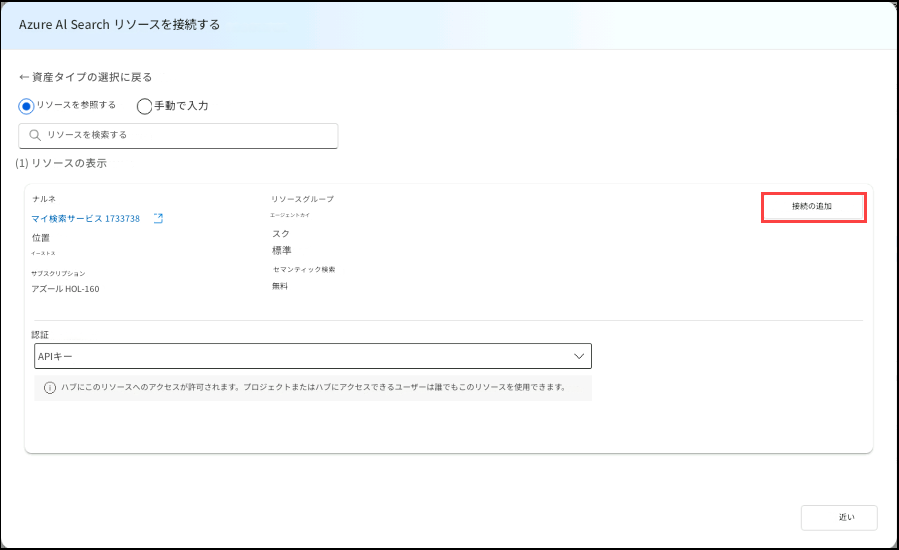 Azure AI Search リソースを接続する
←資産タイプの選択に戻る
リソースを参照する
手動で入力
リソースを検索する
(1) リソースの表示
ナルネ
マイ検索サービス 1733738
位置
イーストス
サブスクリプション
アズール HOL-160
リソースグループ
エージェントカイ
スク
標準
セマンティック検索
無料
接続の追加
認証
APIキー
ハブにこのリソースへのアクセスが許可されます。プロジェクトまたはハブにアクセスできるユーザーは誰でもこのリソースを使用できます。
近い